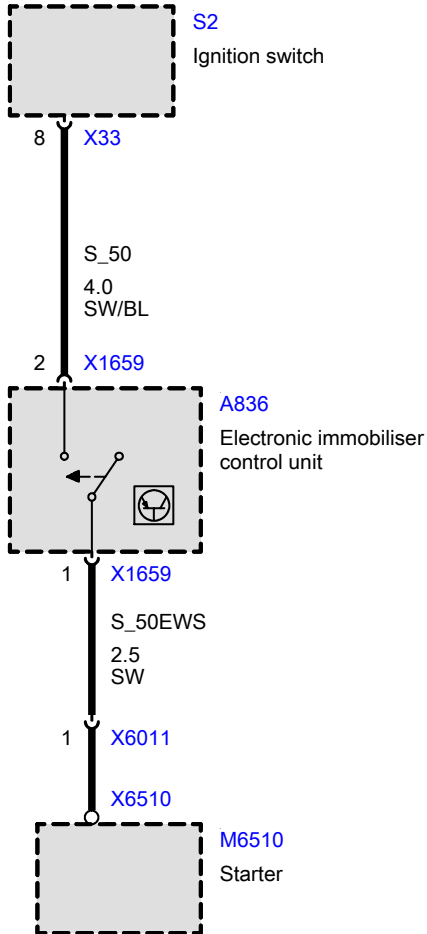 S2
Ignition switch
8 X33
S_50
4.0
SW/BL
2 X1659
A836
Electronic immobiliser
control unit
1 X1659
S_50EWS
2.5
SW
1 X6011
X6510
M6510
Starter